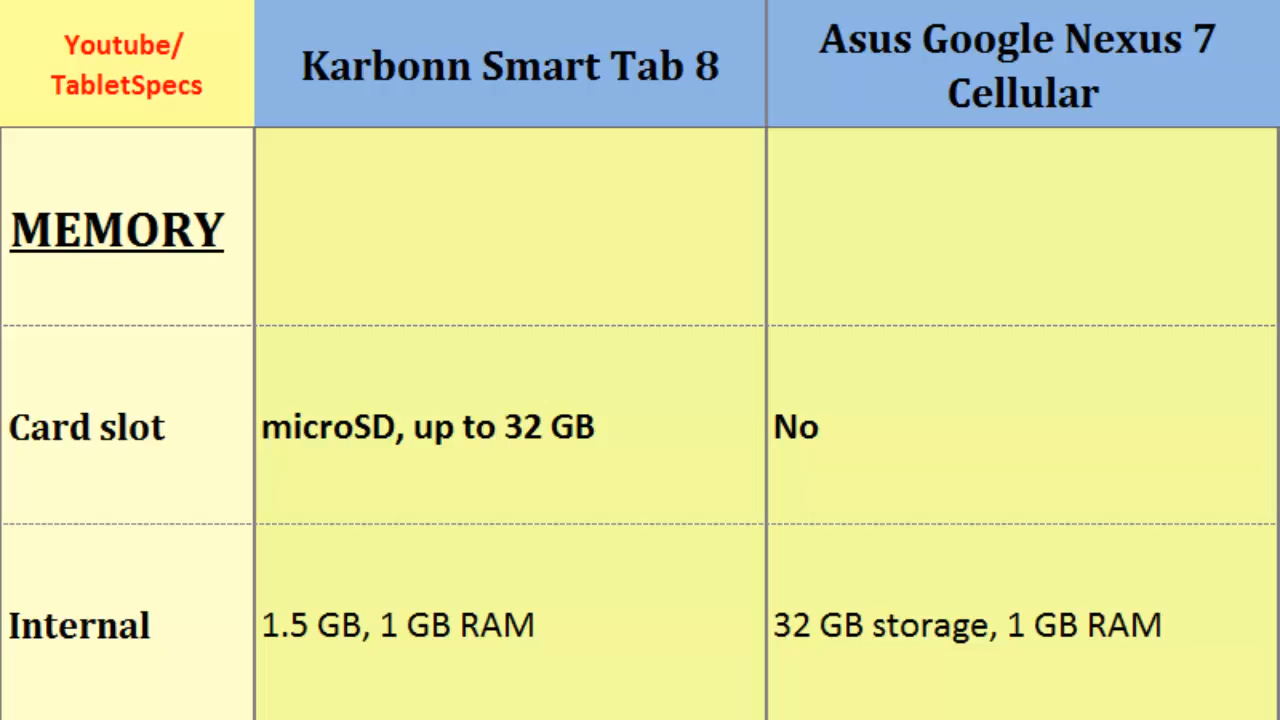 Youtube/
TabletSpecs
Karbonn Smart Tab 8
Asus Google Nexus 7
Cellular
MEMORY
Card slot
microSD, up to 32 GB
No
Internal
1.5 GB, 1 GB RAM
32 GB storage, 1 GB RAM